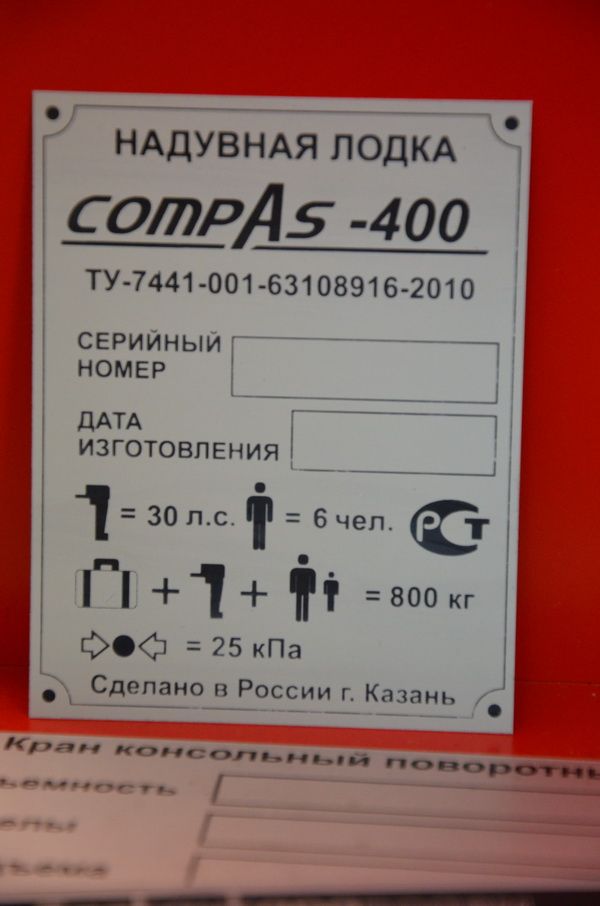 НАДУВНАЯ ЛОДКА
COMPAS -400
ТУ-7441-001-63108916-2010
СЕРИЙНЫЙ
НОМЕР
ДАТА
ИЗГОТОВЛЕНИЯ
= 30 л.с. = 6 чел. РСТ
+ + = 800 кг
= 25 кПа
Сделано в России г. Казань
Кран консольный поворотны